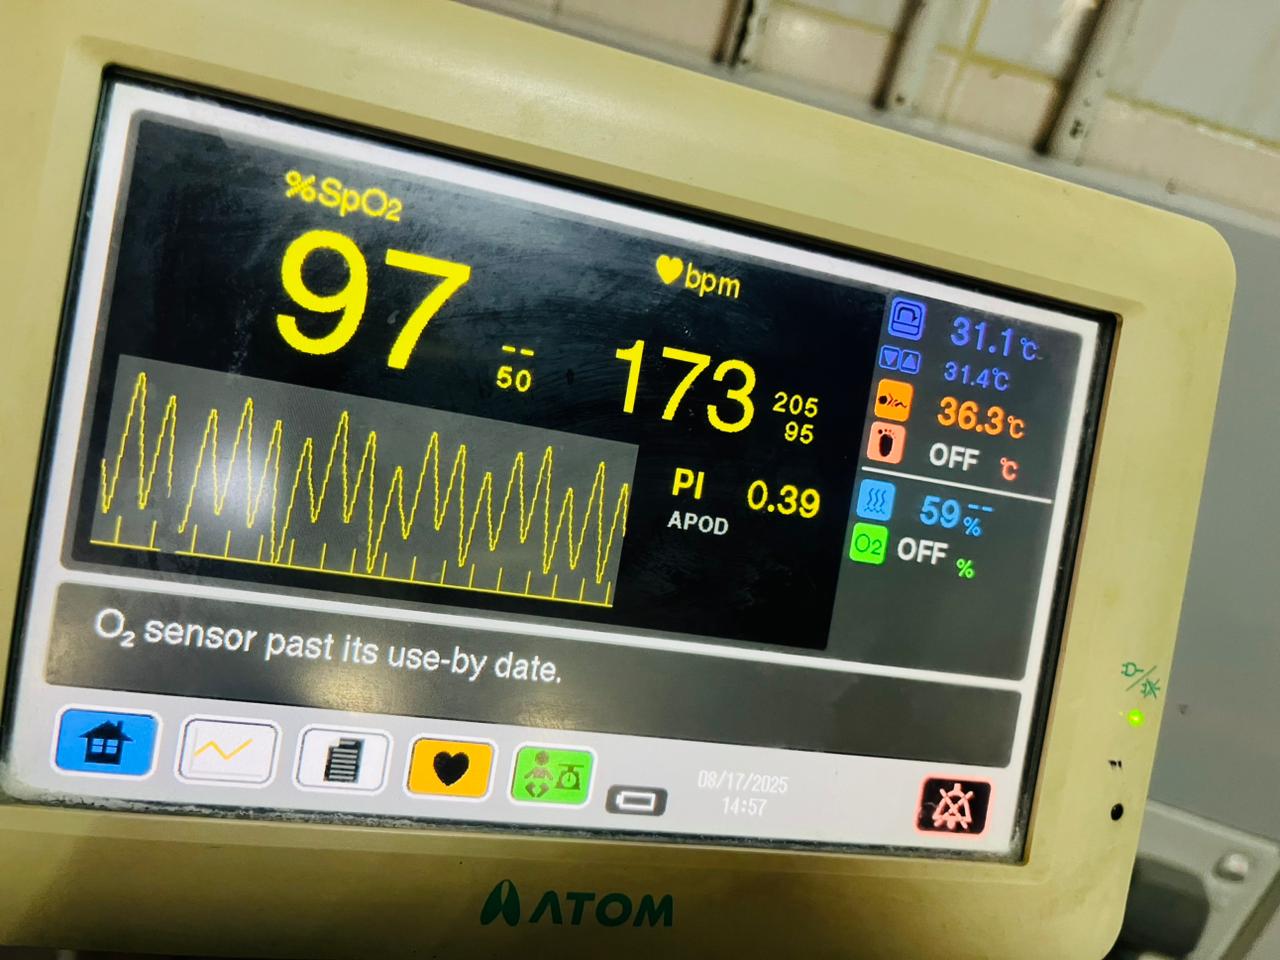 %SpO2
97
--
50
bpm
173
205
95
PI 0.39
APOD
31.1°C
31.4°C
36.3°C
OFF °C
59 --
%
O2 OFF %
O2 sensor past its use-by date.
08/17/2025
14:57
ATOM